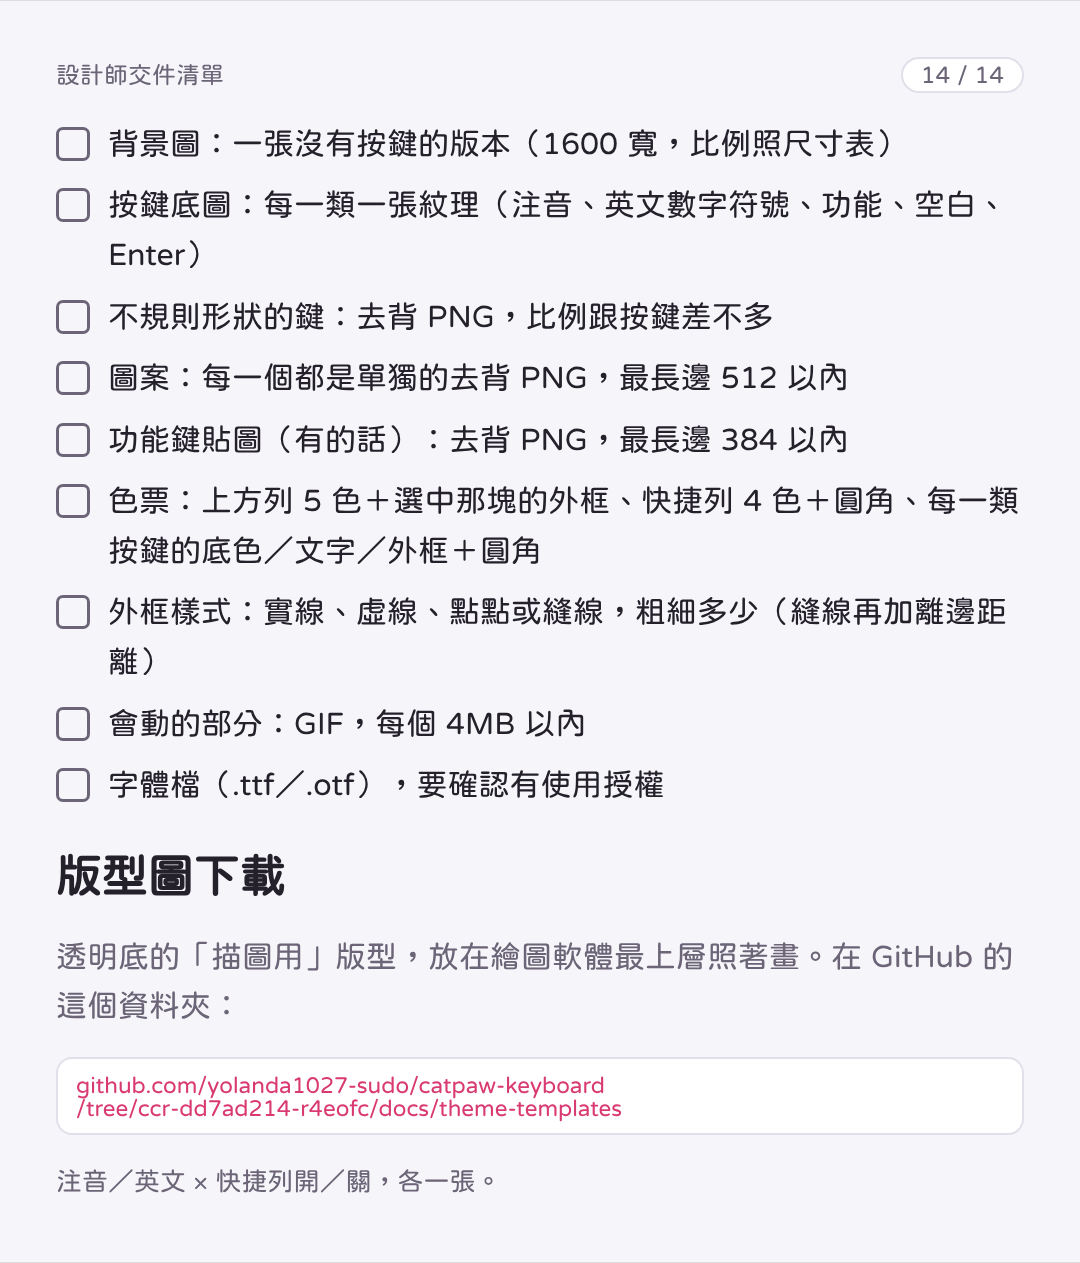 設計師交件清單
14 / 14
背景圖：一張沒有按鍵的版本（1600 寬，比例照尺寸表）
按鍵底圖：每一類一張紋理（注音、英文數字符號、功能、空白、
Enter）
不規則形狀的鍵：去背 PNG，比例跟按鍵差不多
圖案：每一個都是單獨的去背 PNG，最長邊 512 以內
功能鍵貼圖（有的話）：去背 PNG，最長邊 384 以內
色票：上方列 5 色＋選中那塊的外框、快捷列 4 色＋圓角、每一類
按鍵的底色／文字／外框＋圓角
外框樣式：實線、虛線、點點或縫線，粗細多少（縫線再加離邊距
離）
會動的部分：GIF，每個 4MB 以內
字體檔（.ttf／.otf），要確認有使用授權
版型圖下載
透明底的「描圖用」版型，放在繪圖軟體最上層照著畫。在 GitHub 的
這個資料夾：
github.com/yolanda1027-sudo/catpaw-keyboard
/tree/ccr-dd7ad214-r4eofc/docs/theme-templates
注音／英文 × 快捷列開／關，各一張。